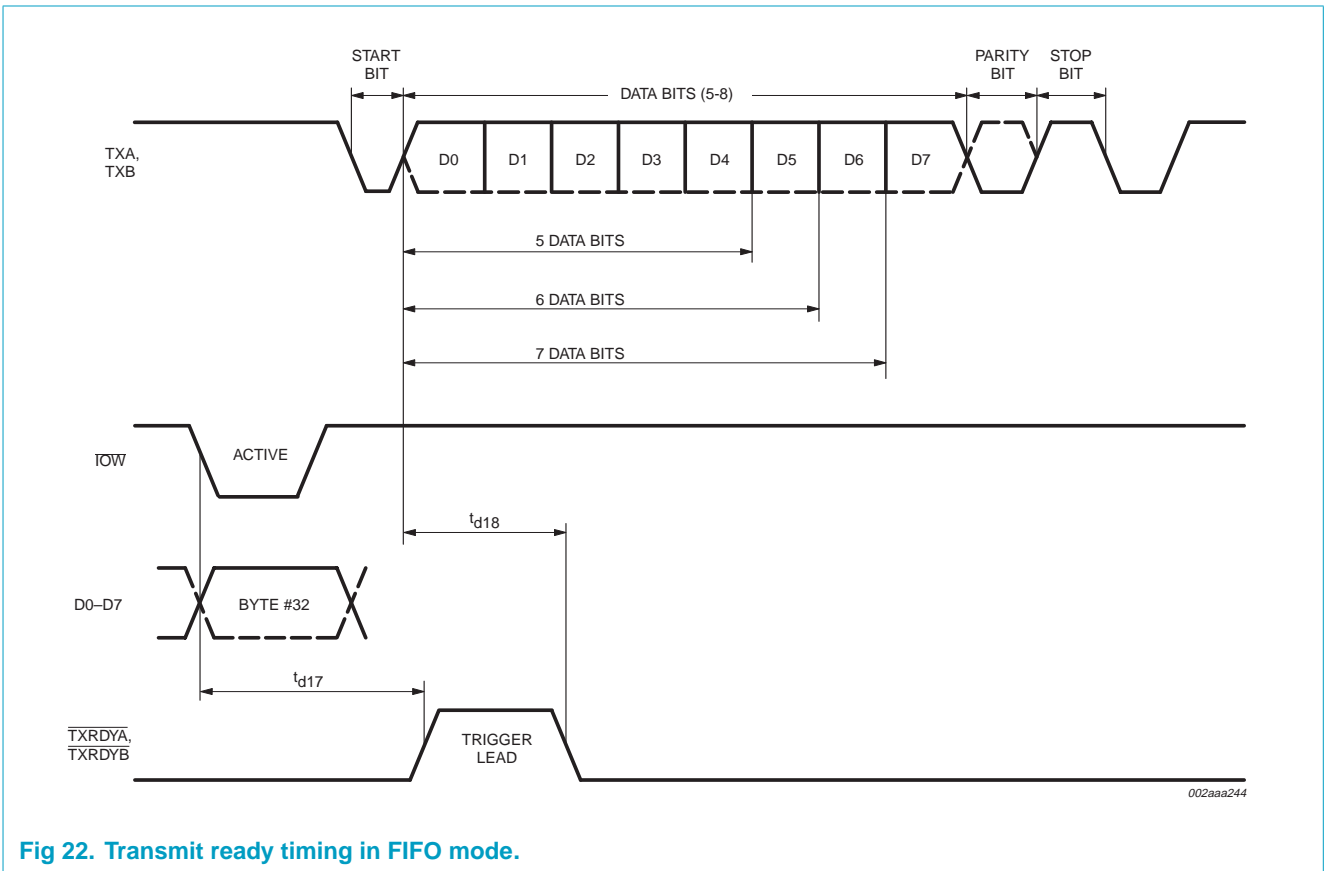 START
BIT
DATA BITS (5-8)
PARITY
BIT
STOP
BIT
TXA,
TXB
D0
D1
D2
D3
D4
D5
D6
D7
5 DATA BITS
6 DATA BITS
7 DATA BITS
IOW
ACTIVE
td18
D0–D7
BYTE #32
td17
TXRDYA,
TXRDYB
TRIGGER
LEAD
002aaa244
Fig 22. Transmit ready timing in FIFO mode.